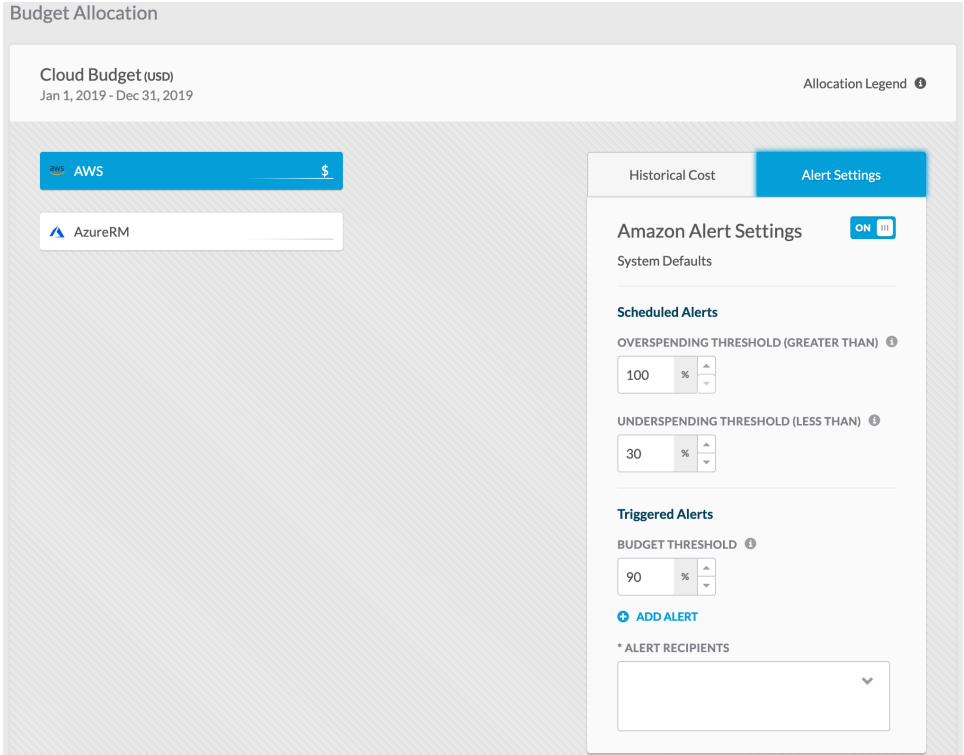 Budget Allocation
Cloud Budget (USD)
Jan 1, 2019 - Dec 31, 2019
Allocation Legend
aws AWS $
AzureRM
Historical Cost
Alert Settings
Amazon Alert Settings
ON
System Defaults
Scheduled Alerts
OVERSPENDING THRESHOLD (GREATER THAN)
100 %
UNDERSPENDING THRESHOLD (LESS THAN)
30 %
Triggered Alerts
BUDGET THRESHOLD
90 %
ADD ALERT
* ALERT RECIPIENTS